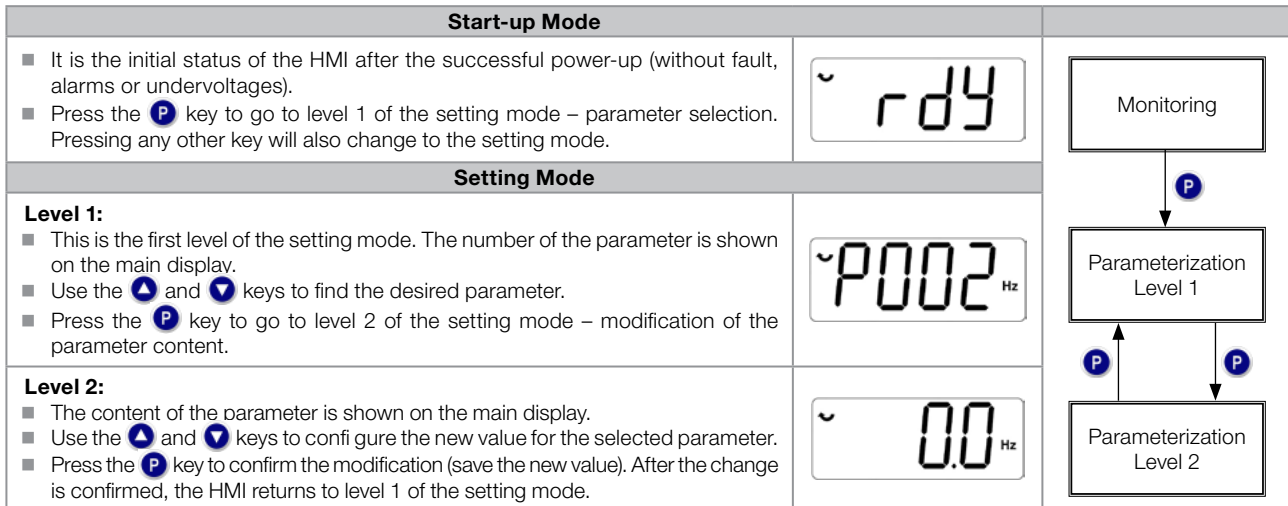 Start-up Mode
■ It is the initial status of the HMI after the successful power-up (without fault,
alarms or undervoltages).
■ Press the P key to go to level 1 of the setting mode – parameter selection.
Pressing any other key will also change to the setting mode.
rdy
Setting Mode
Level 1:
■ This is the first level of the setting mode. The number of the parameter is shown
on the main display.
■ Use the and keys to find the desired parameter.
■ Press the P key to go to level 2 of the setting mode – modification of the
parameter content.
P002 Hz
Level 2:
■ The content of the parameter is shown on the main display.
■ Use the and keys to confi gure the new value for the selected parameter.
■ Press the P key to confirm the modification (save the new value). After the change
is confirmed, the HMI returns to level 1 of the setting mode.
0.0 Hz
Monitoring
P
Parameterization
Level 1
P P
Parameterization
Level 2